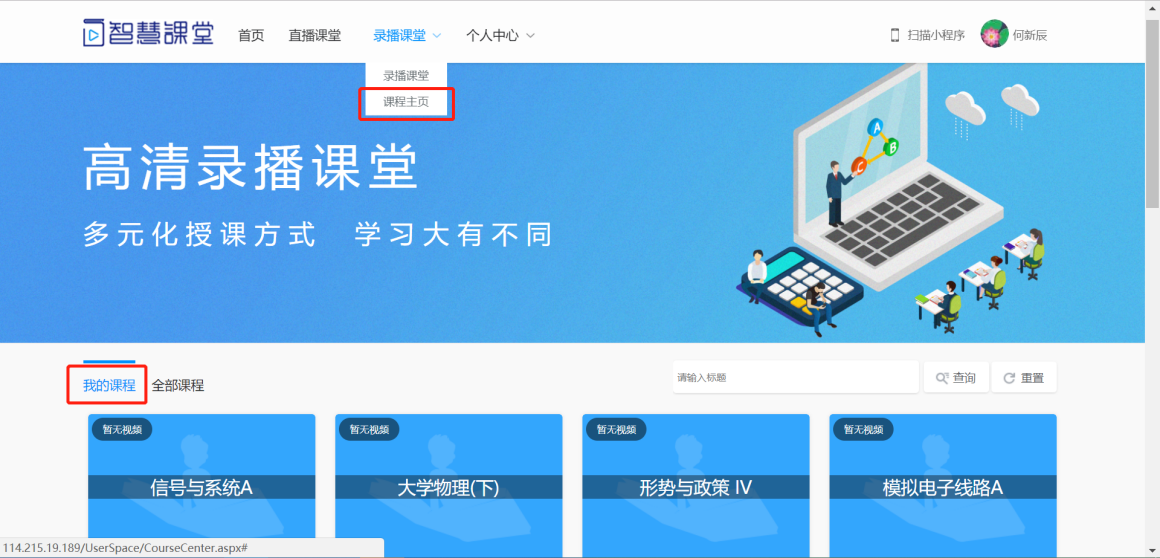 智慧课堂 首页 直播课堂 录播课堂 个人中心 扫描小程序 何新辰
录播课堂
课程主页
高清录播课堂
多元化授课方式 学习大有不同
A
B
C
我的课程 全部课程 请输入标题 查询 重置
暂无视频 暂无视频 暂无视频 暂无视频
信号与系统A 大学物理(下) 形势与政策 IV 模拟电子线路A
114.215.19.189/UserSpace/CourseCenter.aspx#